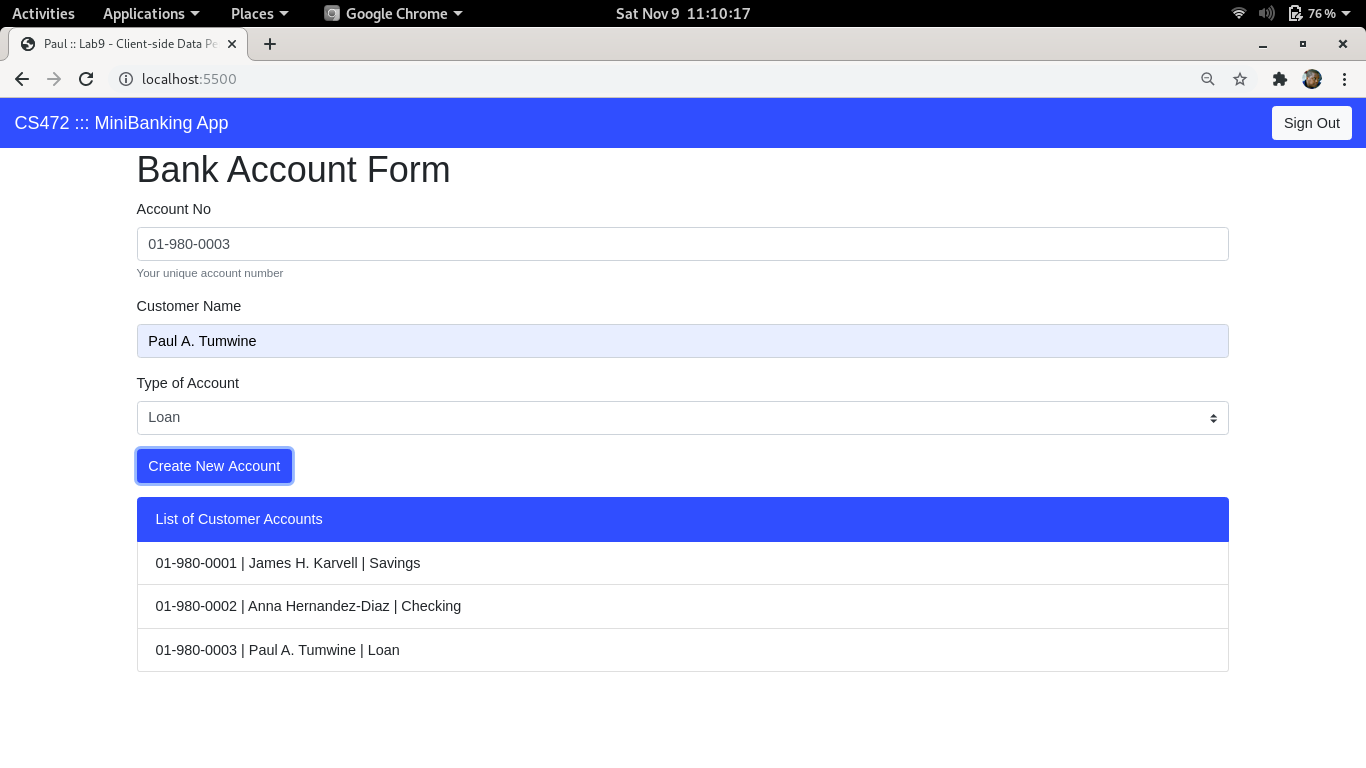 Activities Applications Places Google Chrome Sat Nov 9 11:10:17 76 %
Paul :: Lab9 - Client-side Data Pe
localhost:5500
CS472 ::: MiniBanking App Sign Out
Bank Account Form
Account No
01-980-0003
Your unique account number
Customer Name
Paul A. Tumwine
Type of Account
Loan
Create New Account
List of Customer Accounts
01-980-0001 | James H. Karvell | Savings
01-980-0002 | Anna Hernandez-Diaz | Checking
01-980-0003 | Paul A. Tumwine | Loan